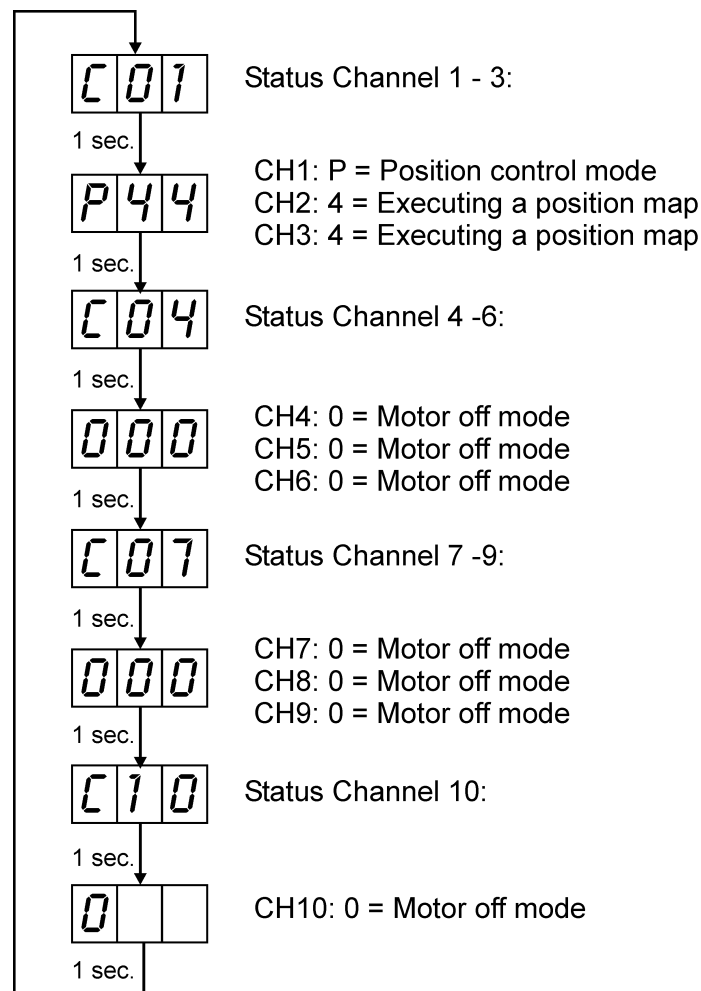 C01 Status Channel 1 - 3:
1 sec.
P44 CH1: P = Position control mode
CH2: 4 = Executing a position map
CH3: 4 = Executing a position map
1 sec.
C04 Status Channel 4 -6:
1 sec.
000 CH4: 0 = Motor off mode
CH5: 0 = Motor off mode
CH6: 0 = Motor off mode
1 sec.
C07 Status Channel 7 -9:
1 sec.
000 CH7: 0 = Motor off mode
CH8: 0 = Motor off mode
CH9: 0 = Motor off mode
1 sec.
C10 Status Channel 10:
1 sec.
0 CH10: 0 = Motor off mode
1 sec.